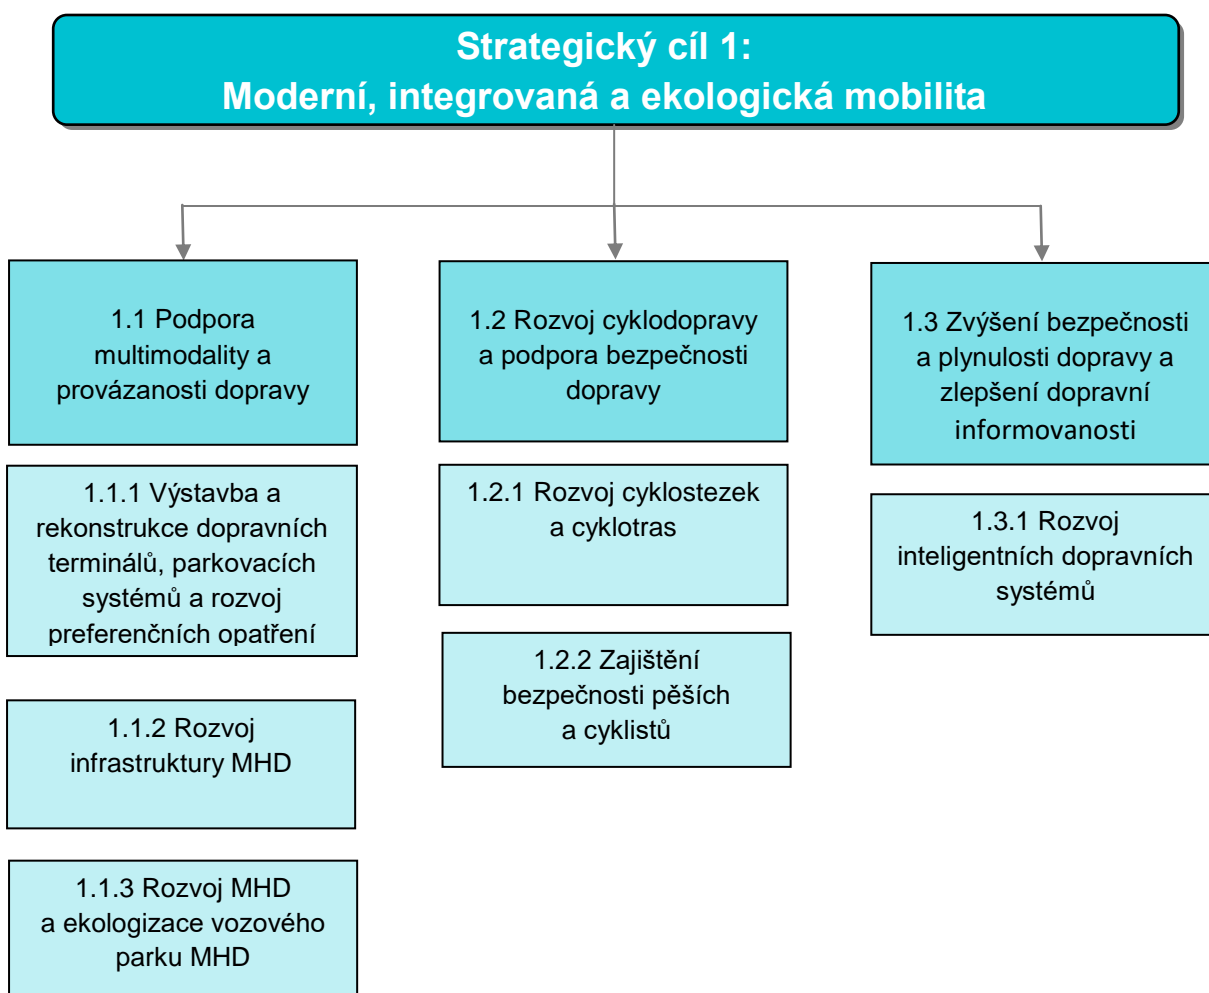 Strategický cíl 1:
Moderní, integrovaná a ekologická mobilita
1.1 Podpora
multimodality a
provázanosti dopravy
1.1.1 Výstavba a
rekonstrukce dopravních
terminálů, parkovacích
systémů a rozvoj
preferenčních opatření
1.1.2 Rozvoj
infrastruktury MHD
1.1.3 Rozvoj MHD
a ekologizace vozového
parku MHD
1.2 Rozvoj cyklodopravy
a podpora bezpečnosti
dopravy
1.2.1 Rozvoj cyklostezek
a cyklotras
1.2.2 Zajištění
bezpečnosti pěších
a cyklistů
1.3 Zvýšení bezpečnosti
a plynulosti dopravy a
zlepšení dopravní
informovanosti
1.3.1 Rozvoj
inteligentních dopravních
systémů